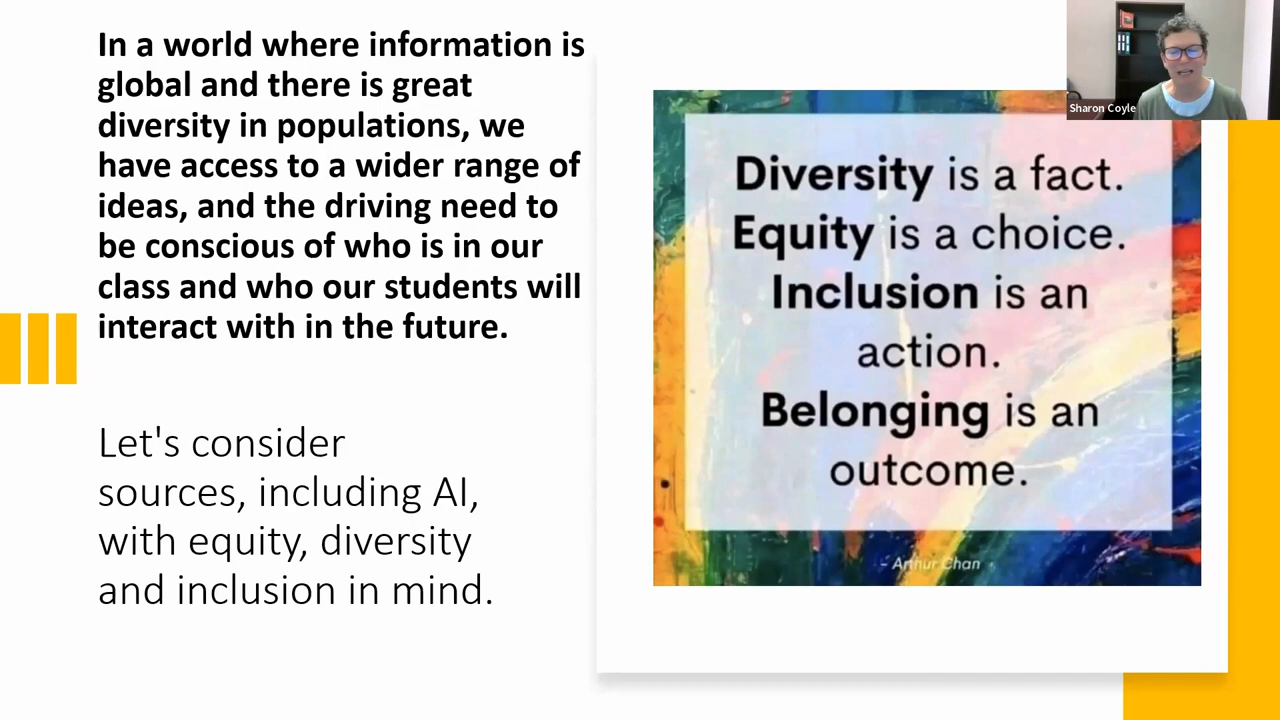 In a world where information is
global and there is great
diversity in populations, we
have access to a wider range of
ideas, and the driving need to
be conscious of who is in our
class and who our students will
interact with in the future.
Let's consider
sources, including AI,
with equity, diversity
and inclusion in mind.
Diversity is a fact.
Equity is a choice.
Inclusion is an
action.
Belonging is an
outcome.
- Arthur Chan
Sharon Coyle